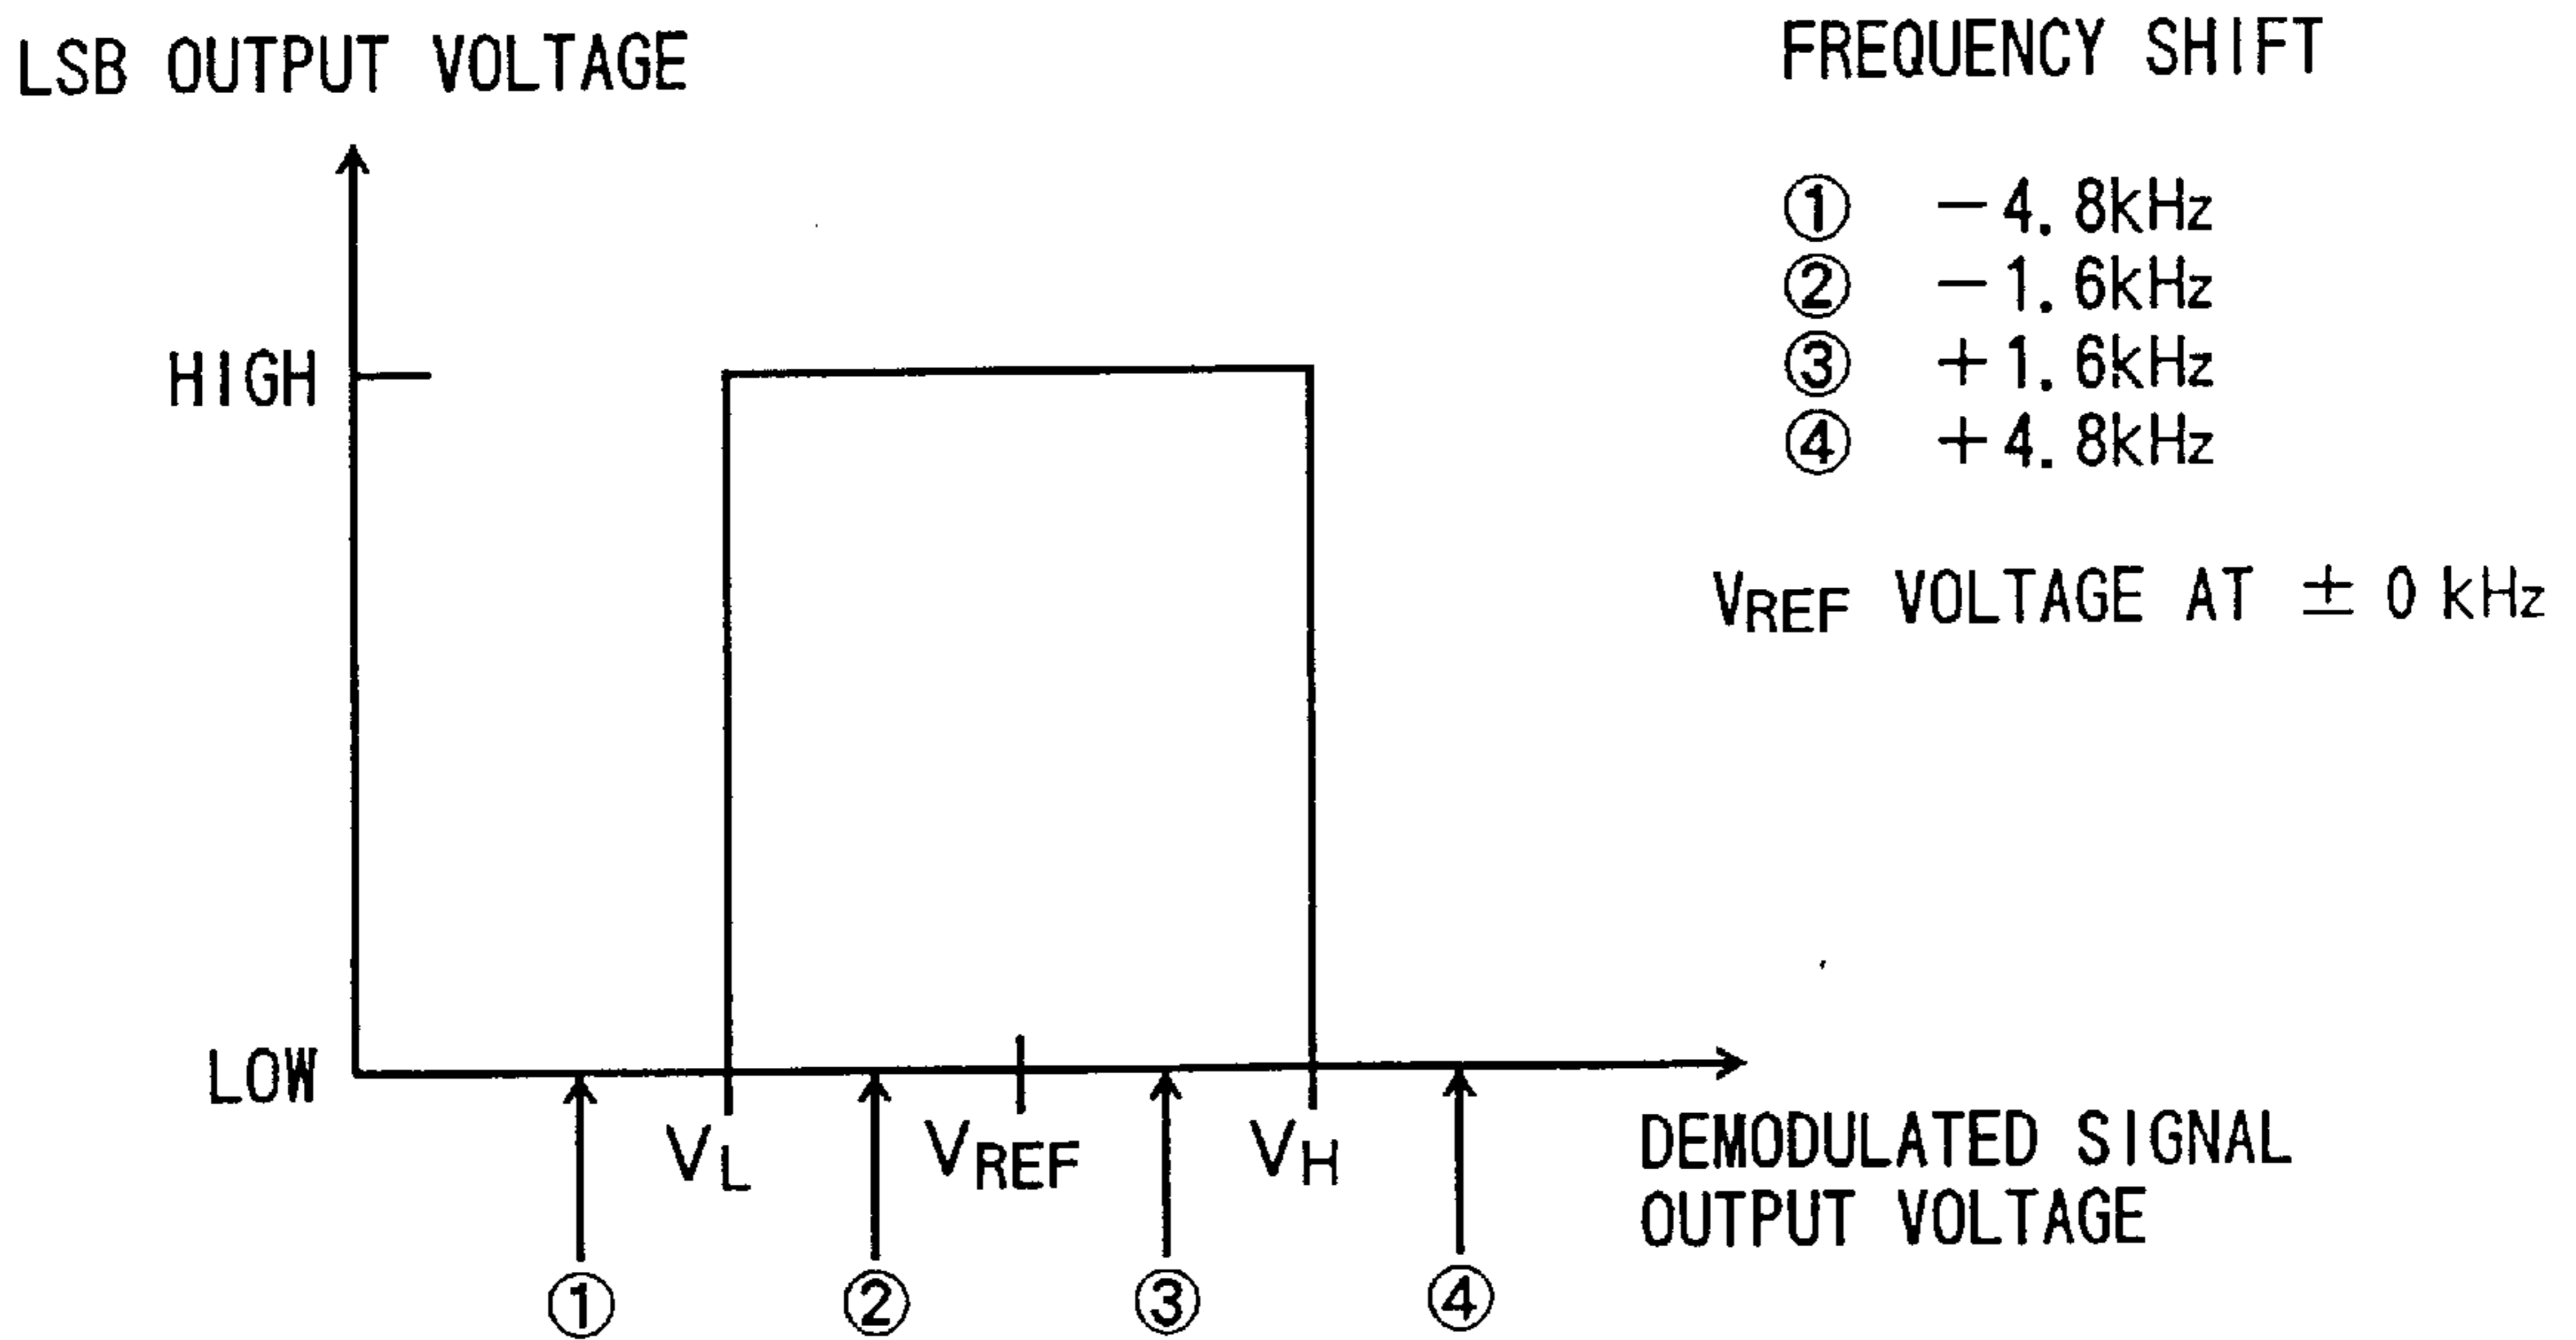 LSB OUTPUT VOLTAGE
FREQUENCY SHIFT
① −4.8kHz
② −1.6kHz
③ +1.6kHz
④ +4.8kHz
VREF VOLTAGE AT ± 0 kHz
HIGH
LOW
VL
VREF
VH
DEMODULATED SIGNAL
OUTPUT VOLTAGE
① ② ③ ④